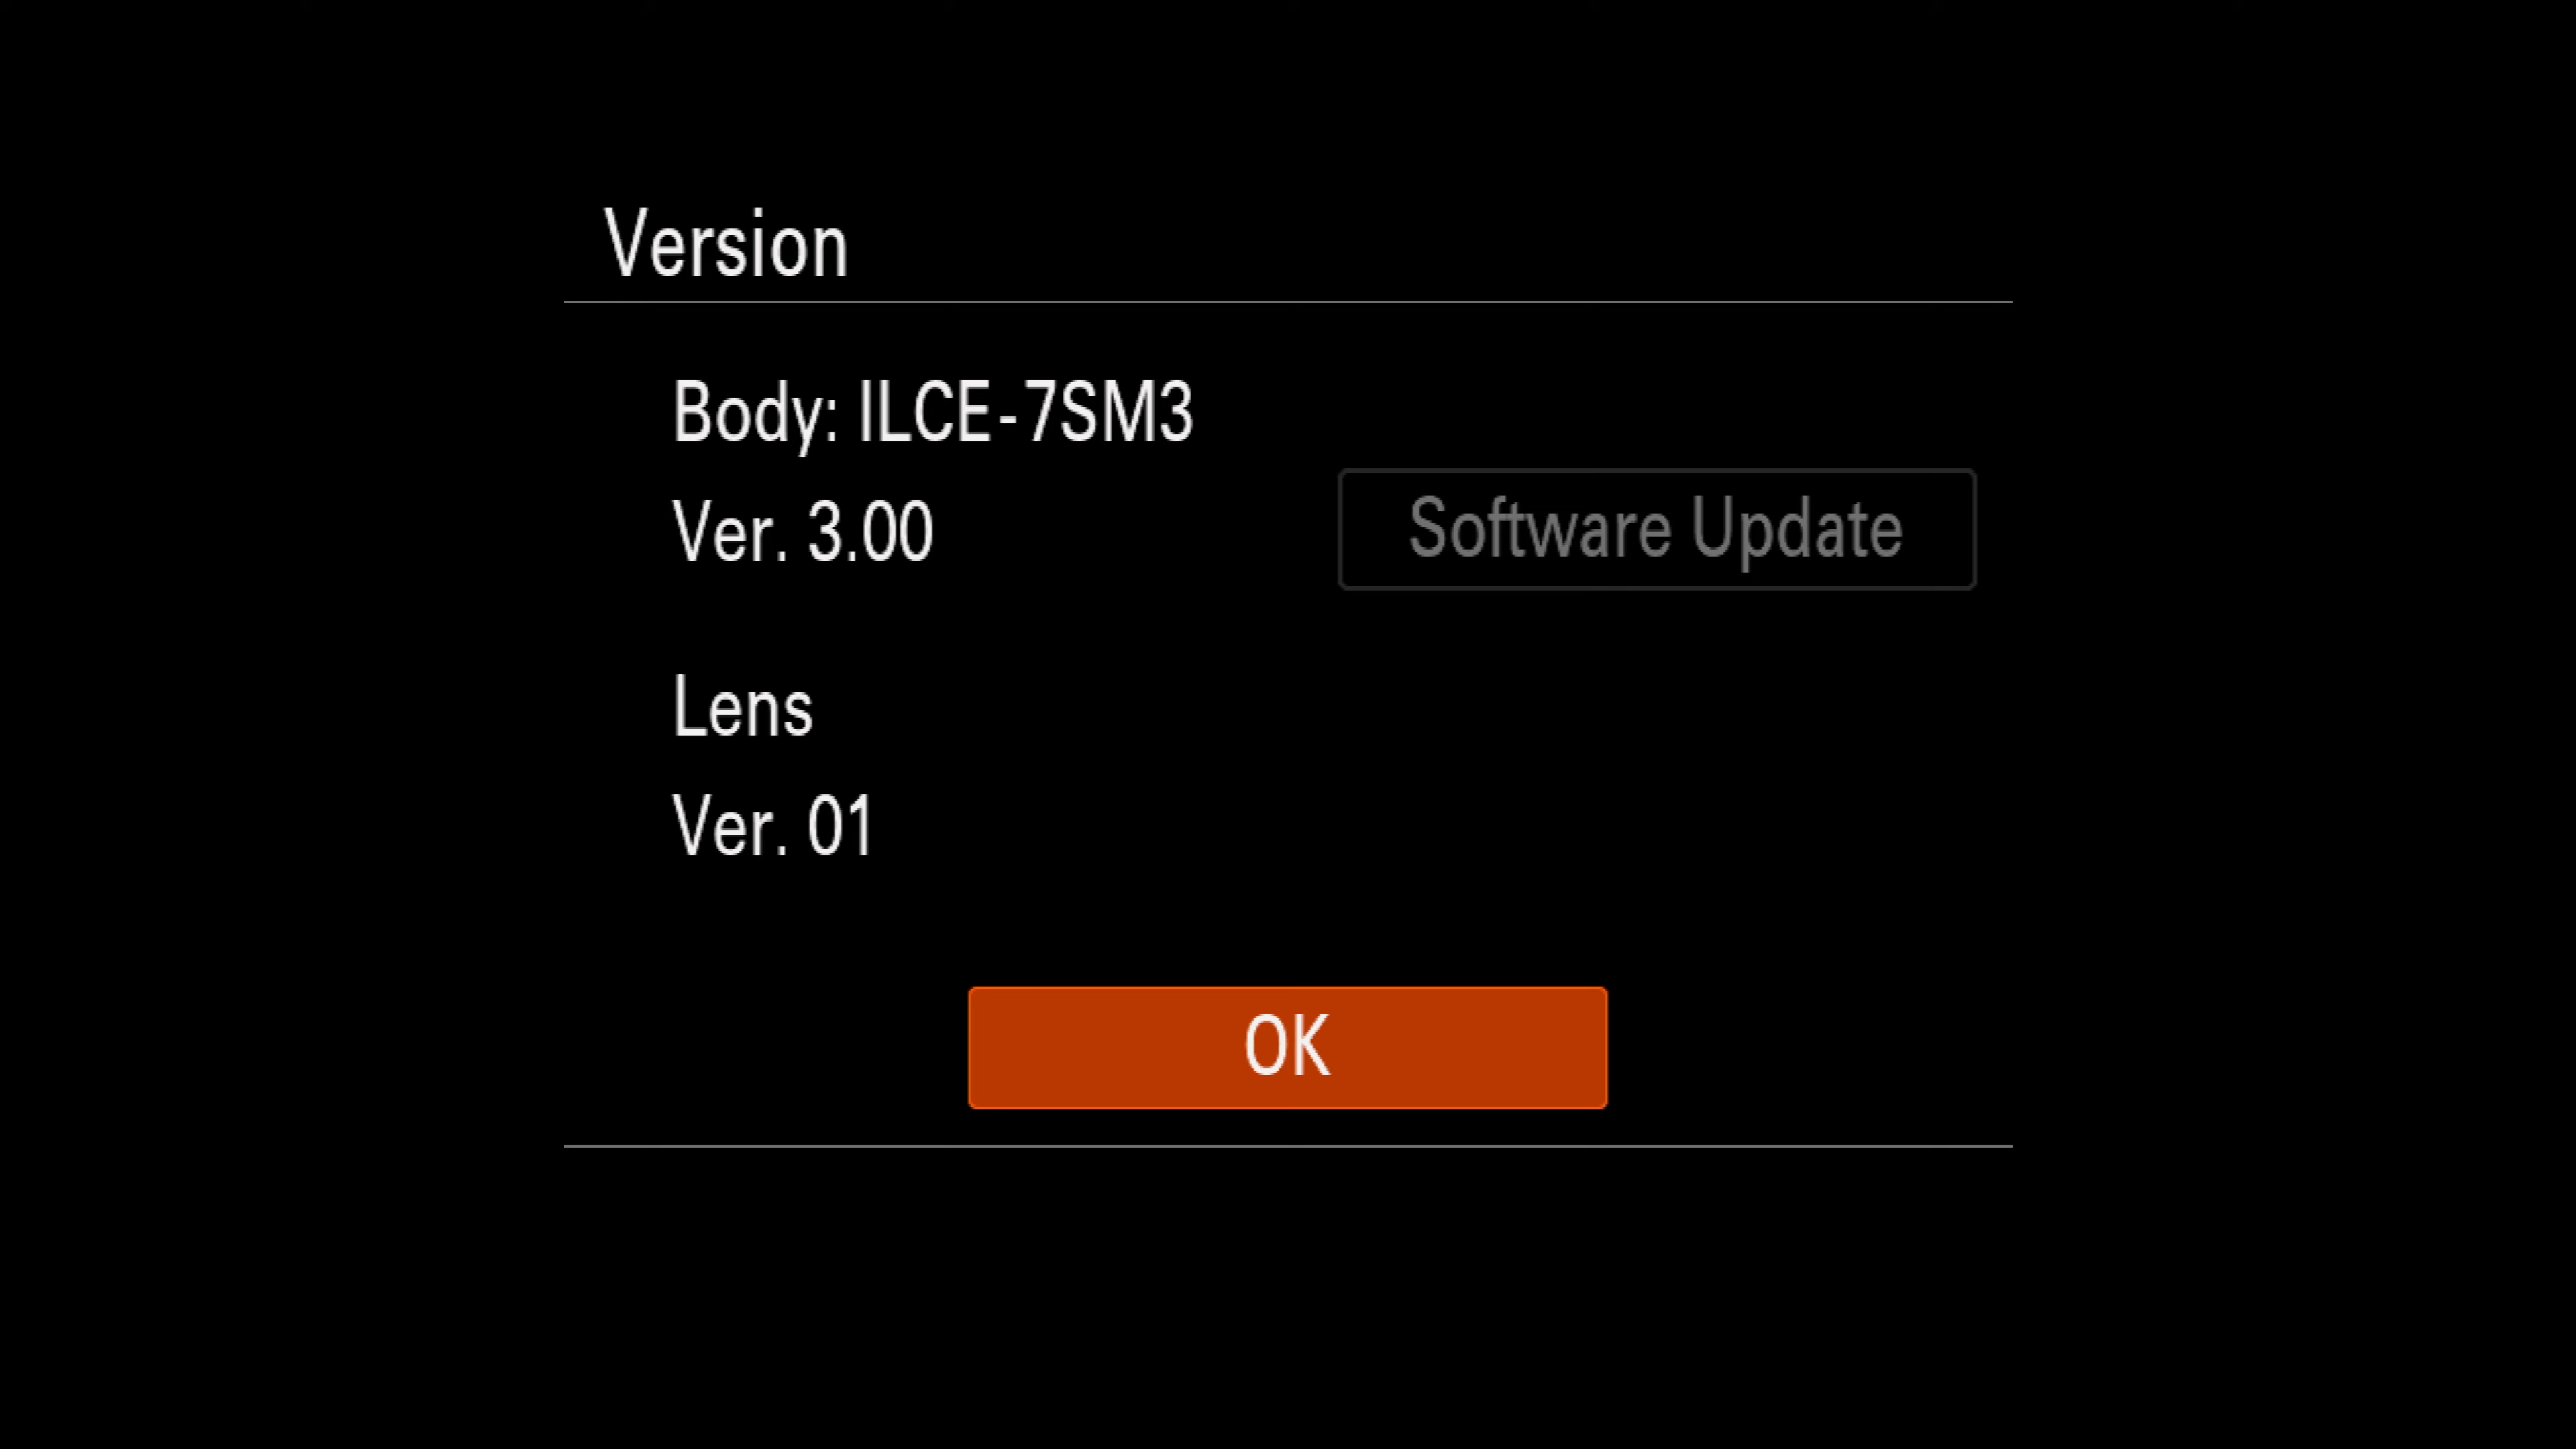 Version
Body: ILCE-7SM3
Ver. 3.00
Software Update
Lens
Ver. 01
OK